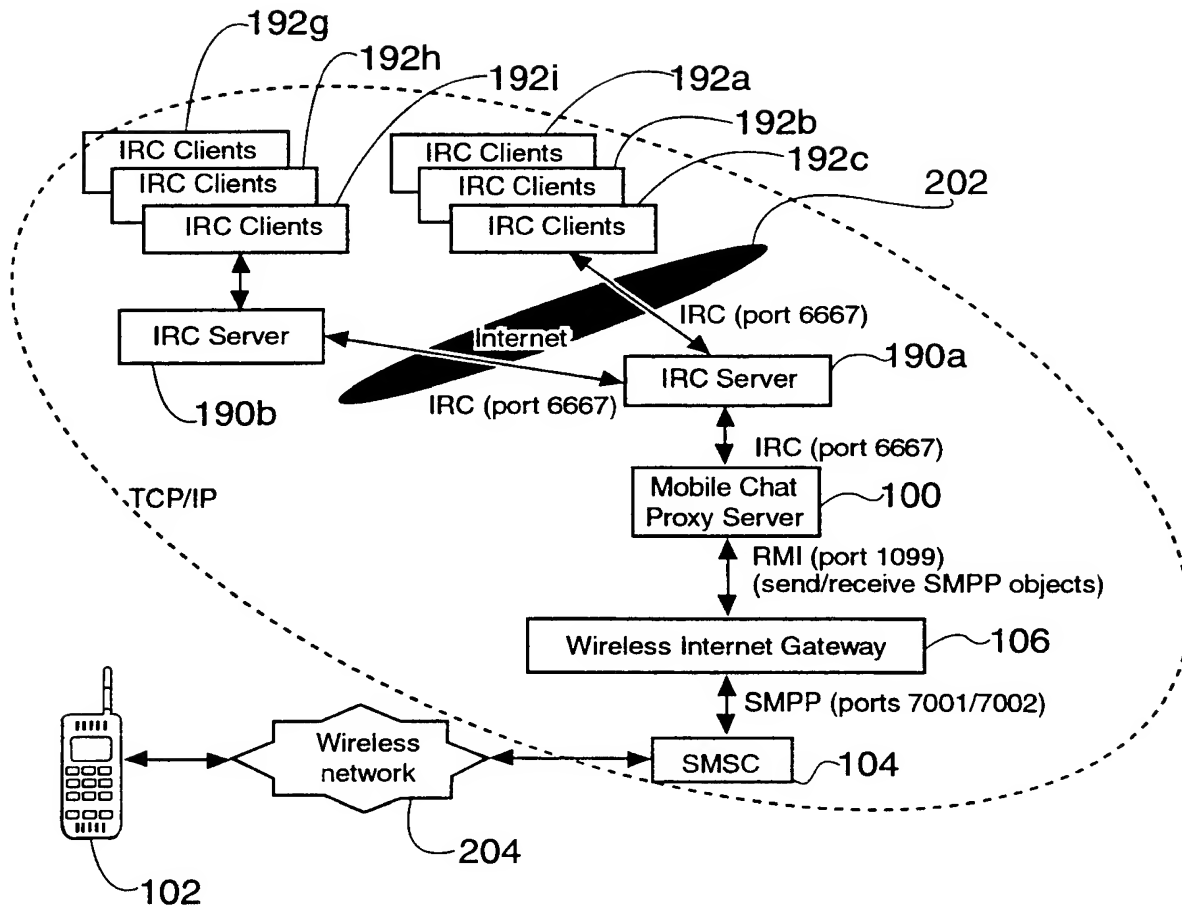 192g
192h
192i
192a
192b
192c
202
IRC Clients
IRC Clients
IRC Clients
IRC Clients
IRC Clients
IRC Clients
IRC Server
190b
Internet
IRC (port 6667)
IRC (port 6667)
IRC Server
190a
IRC (port 6667)
TCP/IP
Mobile Chat
Proxy Server
100
RMI (port 1099)
(send/receive SMPP objects)
Wireless Internet Gateway
106
SMPP (ports 7001/7002)
Wireless
network
SMSC
104
204
102